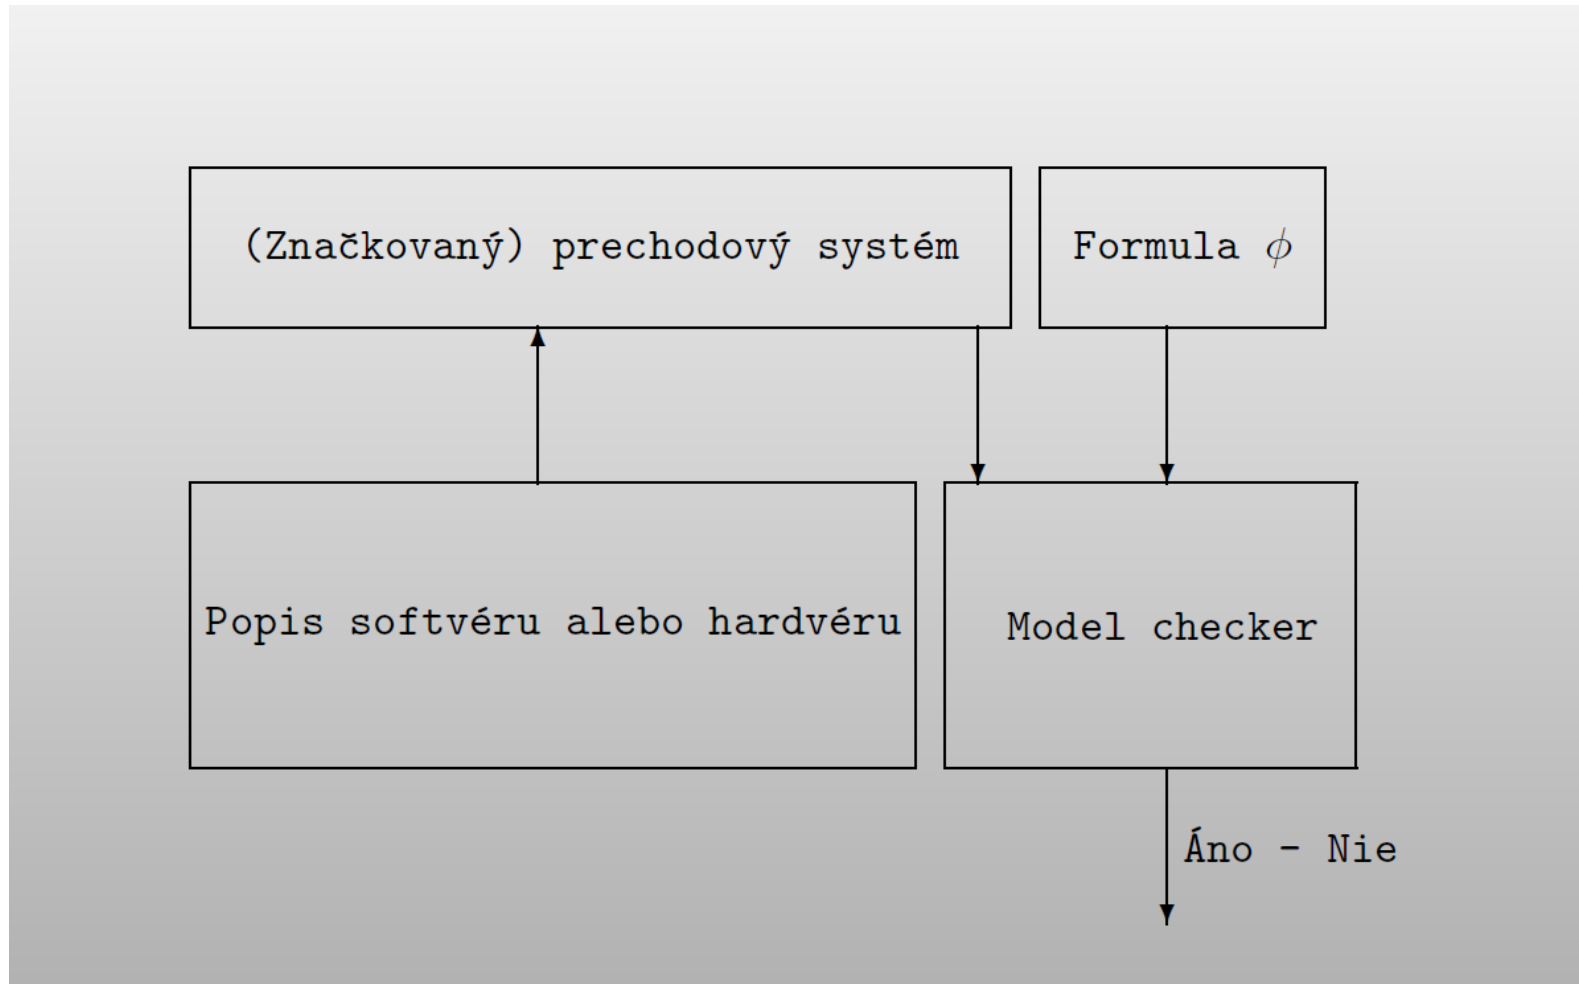 (Značkovaný) prechodový systém
Formula ϕ
Popis softvéru alebo hardvéru
Model checker
Áno - Nie